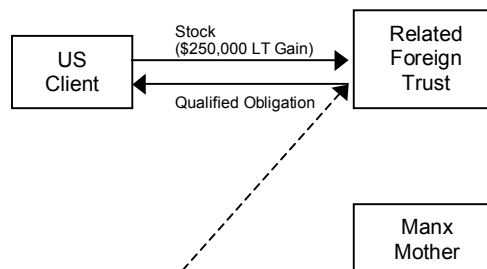 Stock
($250,000 LT Gain)
US
Client
Related
Foreign
Trust
Qualified Obligation
Manx
Mother